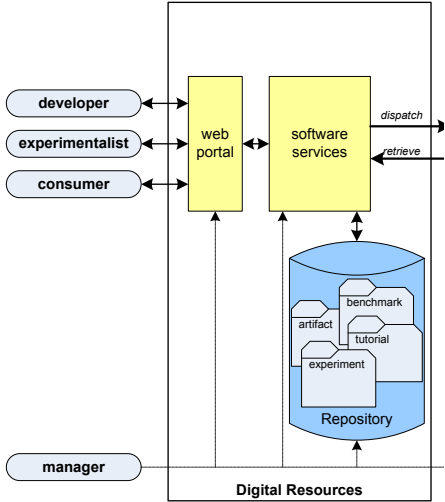 developer
experimentalist
consumer
web
portal
software
services
dispatch
retrieve
benchmark
artifact
tutorial
experiment
Repository
manager
Digital Resources